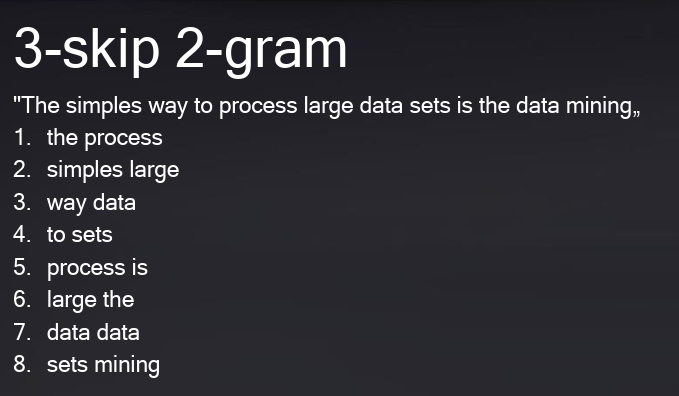 3-skip 2-gram
"The simples way to process large data sets is the data mining„
1. the process
2. simples large
3. way data
4. to sets
5. process is
6. large the
7. data data
8. sets mining